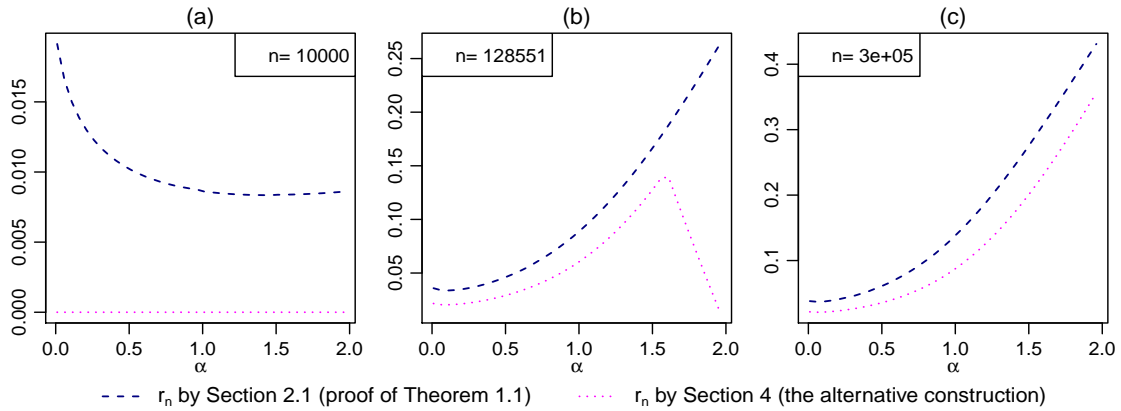 (a)
n= 10000
0.015
0.010
0.005
0.000
0.0 0.5 1.0 1.5 2.0
α
(b)
n= 128551
0.25
0.20
0.15
0.10
0.05
0.0 0.5 1.0 1.5 2.0
α
(c)
n= 3e+05
0.4
0.3
0.2
0.1
0.0 0.5 1.0 1.5 2.0
α
rn by Section 2.1 (proof of Theorem 1.1)
rn by Section 4 (the alternative construction)